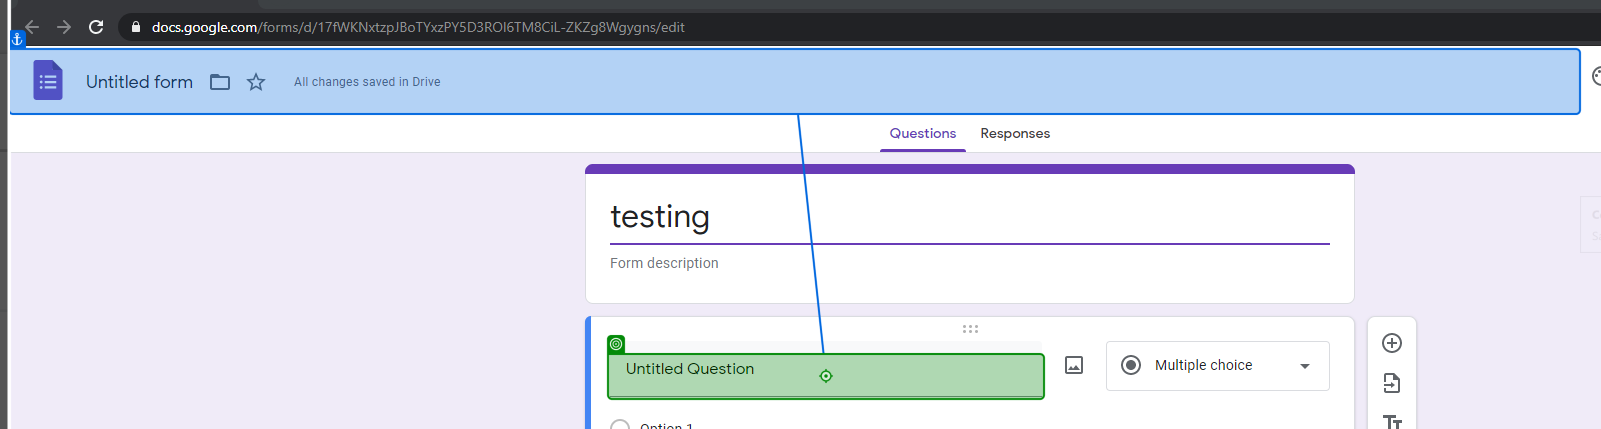 docs.google.com/forms/d/17fWKNxtzpJBoTYxzPY5D3ROI6TM8CiL-ZKZg8Wgygns/edit
Untitled form All changes saved in Drive
Questions Responses
testing
Form description
Untitled Question Multiple choice
Option 1